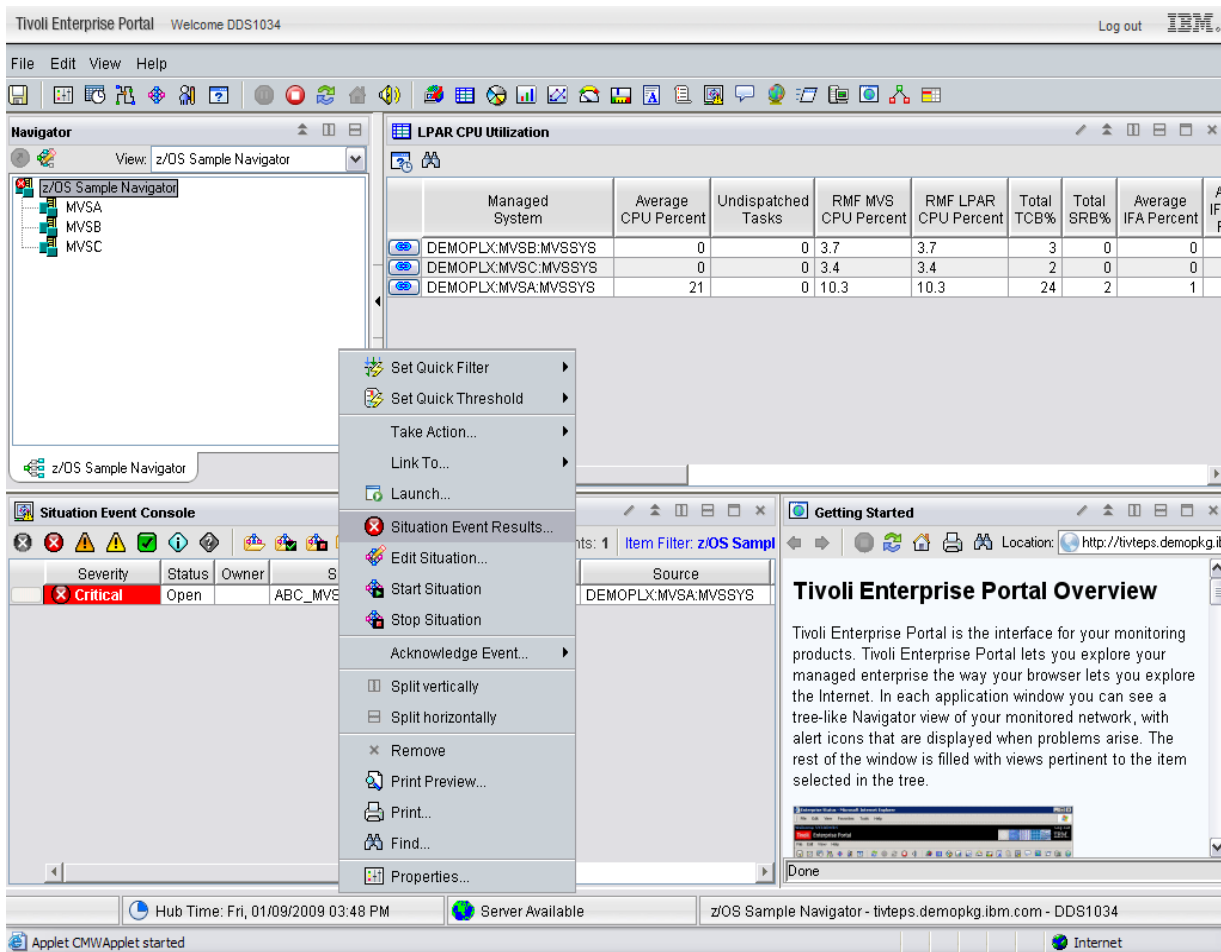 Tivoli Enterprise Portal Welcome DDS1034 Log out IBM.
File Edit View Help
Navigator
View: z/OS Sample Navigator
z/OS Sample Navigator
MVSA
MVSB
MVSC
z/OS Sample Navigator
LPAR CPU Utilization
Managed System Average CPU Percent Undispatched Tasks RMF MVS CPU Percent RMF LPAR CPU Percent Total TCB% Total SRB% Average IFA Percent
DEMOPLX:MVSB:MVSSYS 0 0 3.7 3.7 3 0 0
DEMOPLX:MVSC:MVSSYS 0 0 3.4 3.4 2 0 0
DEMOPLX:MVSA:MVSSYS 21 0 10.3 10.3 24 2 1
Set Quick Filter
Set Quick Threshold
Take Action...
Link To...
Launch...
Situation Event Results...
Edit Situation...
Start Situation
Stop Situation
Acknowledge Event...
Split vertically
Split horizontally
Remove
Print Preview...
Print...
Find...
Properties...
Situation Event Console
nts: 1 Item Filter: z/OS Sampl
Severity Status Owner S Source
Critical Open ABC_MVS DEMOPLX:MVSA:MVSSYS
Getting Started
Location: http://tivteps.demopkg.ib
Tivoli Enterprise Portal Overview
Tivoli Enterprise Portal is the interface for your monitoring
products. Tivoli Enterprise Portal lets you explore your
managed enterprise the way your browser lets you explore
the Internet. In each application window you can see a
tree-like Navigator view of your monitored network, with
alert icons that are displayed when problems arise. The
rest of the window is filled with views pertinent to the item
selected in the tree.
Done
Hub Time: Fri, 01/09/2009 03:48 PM Server Available z/OS Sample Navigator - tivteps.demopkg.ibm.com - DDS1034
Applet CMWApplet started Internet